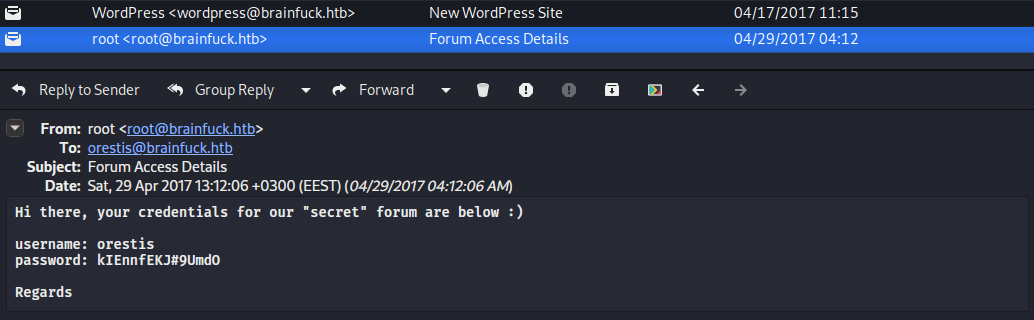 WordPress <wordpress@brainfuck.htb> New WordPress Site 04/17/2017 11:15
root <root@brainfuck.htb> Forum Access Details 04/29/2017 04:12
Reply to Sender Group Reply Forward
From: root <root@brainfuck.htb>
To: orestis@brainfuck.htb
Subject: Forum Access Details
Date: Sat, 29 Apr 2017 13:12:06 +0300 (EEST) (04/29/2017 04:12:06 AM)
Hi there, your credentials for our "secret" forum are below :)
username: orestis
password: kIEnnfEKJ#9UmdO
Regards